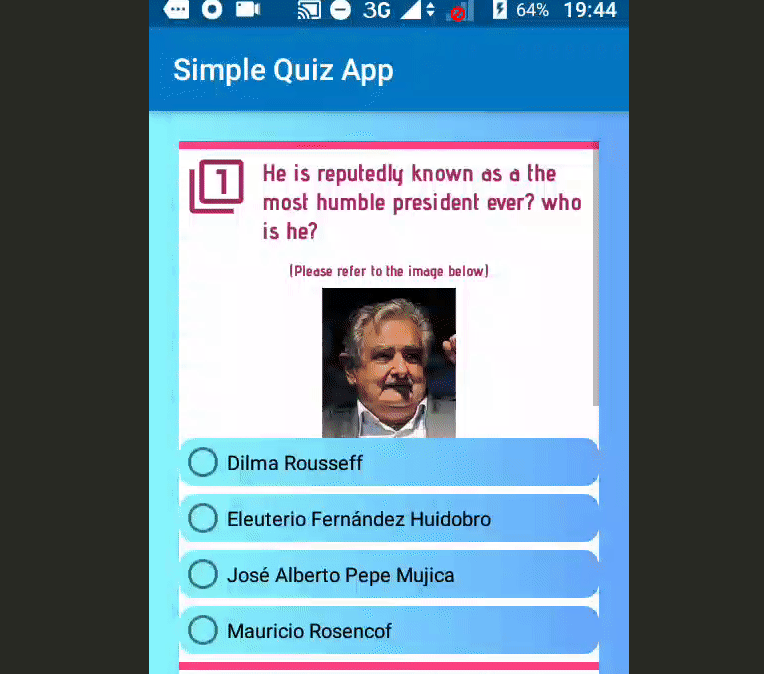 3G 64% 19:44
Simple Quiz App
1
He is reputedly known as a the
most humble president ever? who
is he?
(Please refer to the image below)
Dilma Rousseff
Eleuterio Fernández Huidobro
José Alberto Pepe Mujica
Mauricio Rosencof